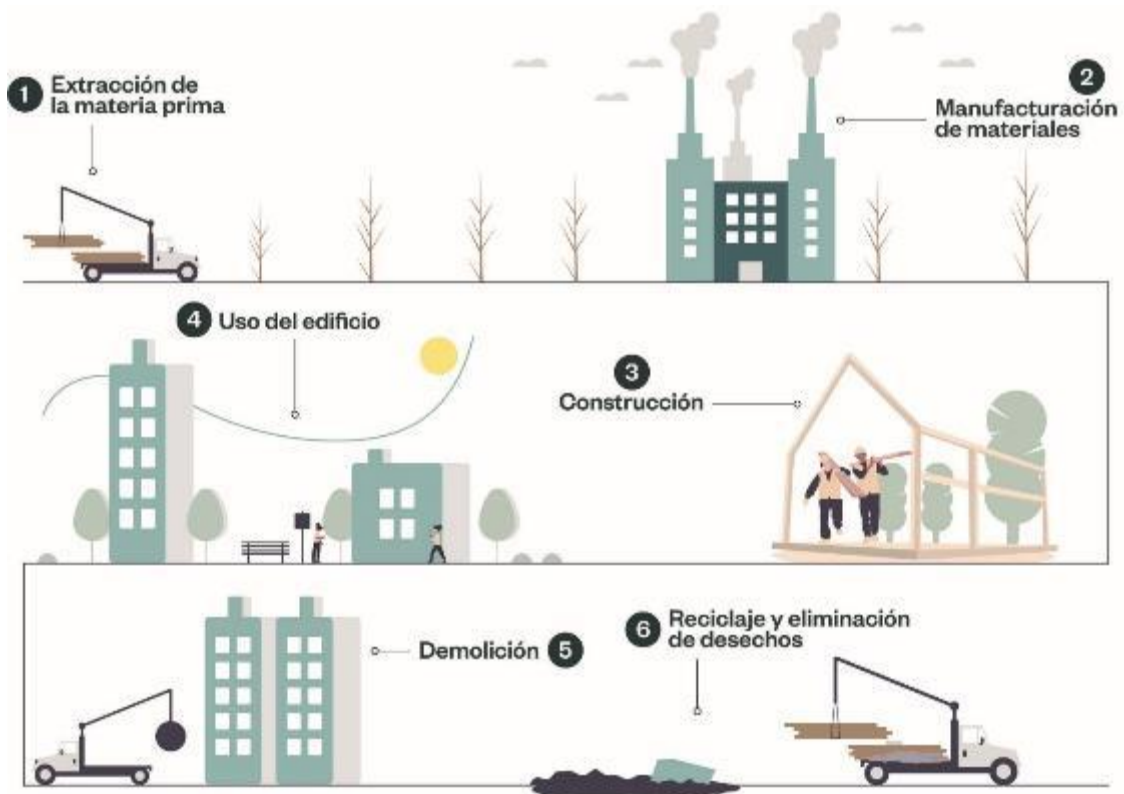 1 Extracción de
la materia prima
2
Manufacturación
de materiales
3
Construcción
4 Uso del edificio
Demolición 5
6 Reciclaje y eliminación
de desechos